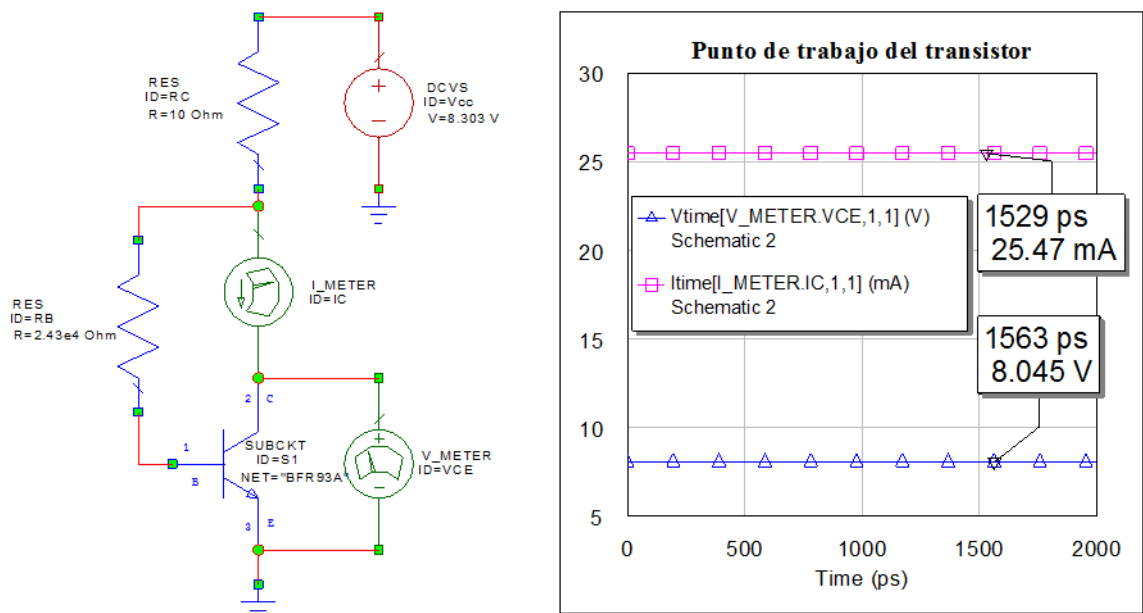 RES
ID=RC
R=10 Ohm
DCVS
ID=Vcc
V=8.303 V
+
−
I_METER
ID=IC
RES
ID=RB
R=2.43e4 Ohm
2 C
1
B
SUBCKT
ID=S1
NET="BFR93A"
3 E
+
V_METER
ID=VCE
−
Punto de trabajo del transistor
30
25
20
15
10
5
Vtime[V_METER.VCE,1,1] (V)
Schematic 2
Itime[I_METER.IC,1,1] (mA)
Schematic 2
1529 ps
25.47 mA
1563 ps
8.045 V
0 500 1000 1500 2000
Time (ps)